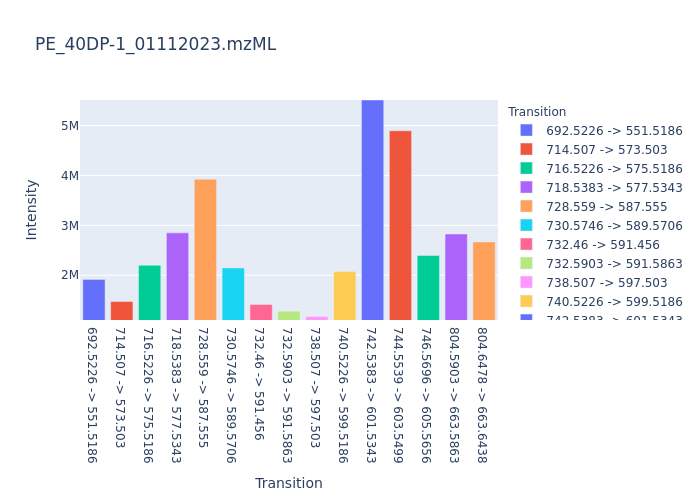 PE_40DP-1_01112023.mzML
Intensity
5M
4M
3M
2M
692.5226 -> 551.5186
714.507 -> 573.503
716.5226 -> 575.5186
718.5383 -> 577.5343
728.559 -> 587.555
730.5746 -> 589.5706
732.46 -> 591.456
732.5903 -> 591.5863
738.507 -> 597.503
740.5226 -> 599.5186
742.5383 -> 601.5343
744.5539 -> 603.5499
746.5696 -> 605.5656
804.5903 -> 663.5863
804.6478 -> 663.6438
Transition
Transition
692.5226 -> 551.5186
714.507 -> 573.503
716.5226 -> 575.5186
718.5383 -> 577.5343
728.559 -> 587.555
730.5746 -> 589.5706
732.46 -> 591.456
732.5903 -> 591.5863
738.507 -> 597.503
740.5226 -> 599.5186
742.5383 -> 601.5343